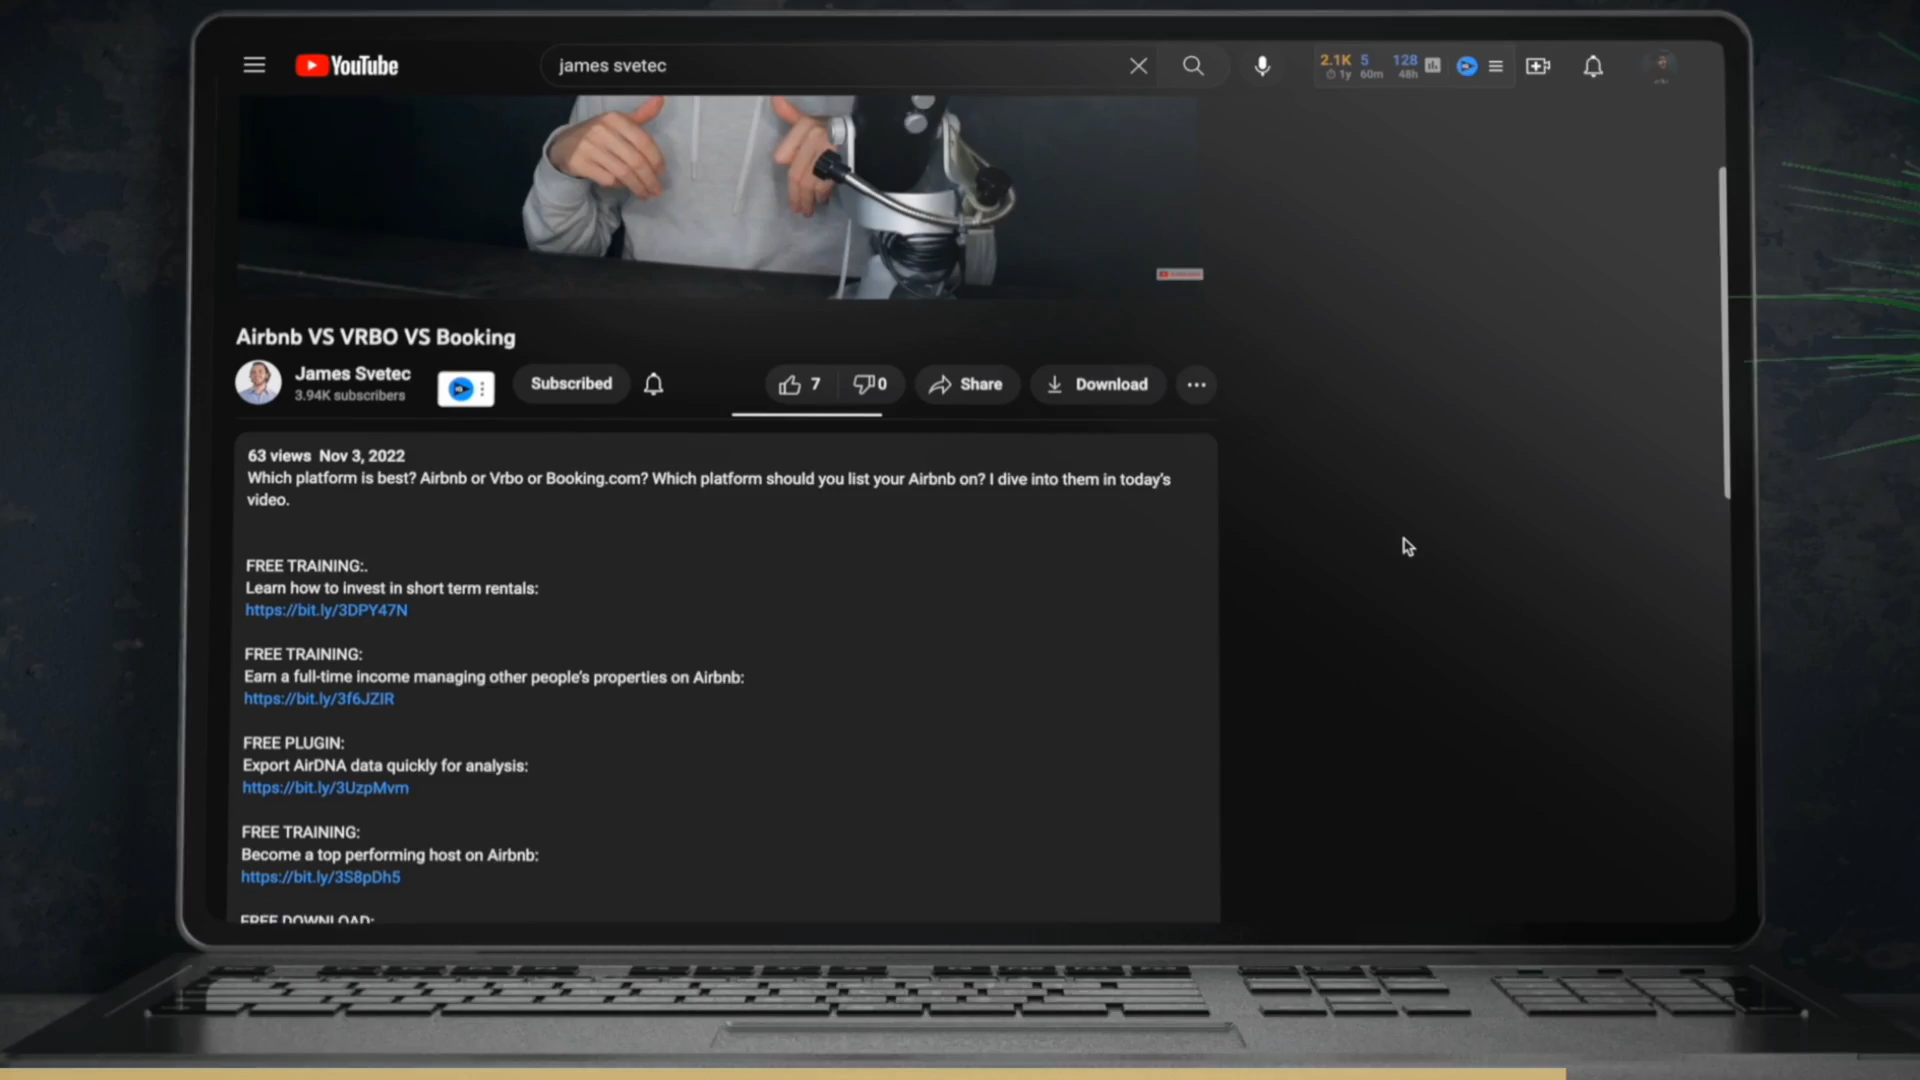 YouTube
james svetec
2.1K 5 128
1y 60m 48h
Airbnb VS VRBO VS Booking
James Svetec
3.94K subscribers
Subscribed
7
0
Share
Download
63 views Nov 3, 2022
Which platform is best? Airbnb or Vrbo or Booking.com? Which platform should you list your Airbnb on? I dive into them in today's
video.
FREE TRAINING:.
Learn how to invest in short term rentals:
https://bit.ly/3DPY47N
FREE TRAINING:
Earn a full-time income managing other people's properties on Airbnb:
https://bit.ly/3f6JZIR
FREE PLUGIN:
Export AirDNA data quickly for analysis:
https://bit.ly/3UzpMvm
FREE TRAINING:
Become a top performing host on Airbnb:
https://bit.ly/3S8pDh5
FREE DOWNLOAD: